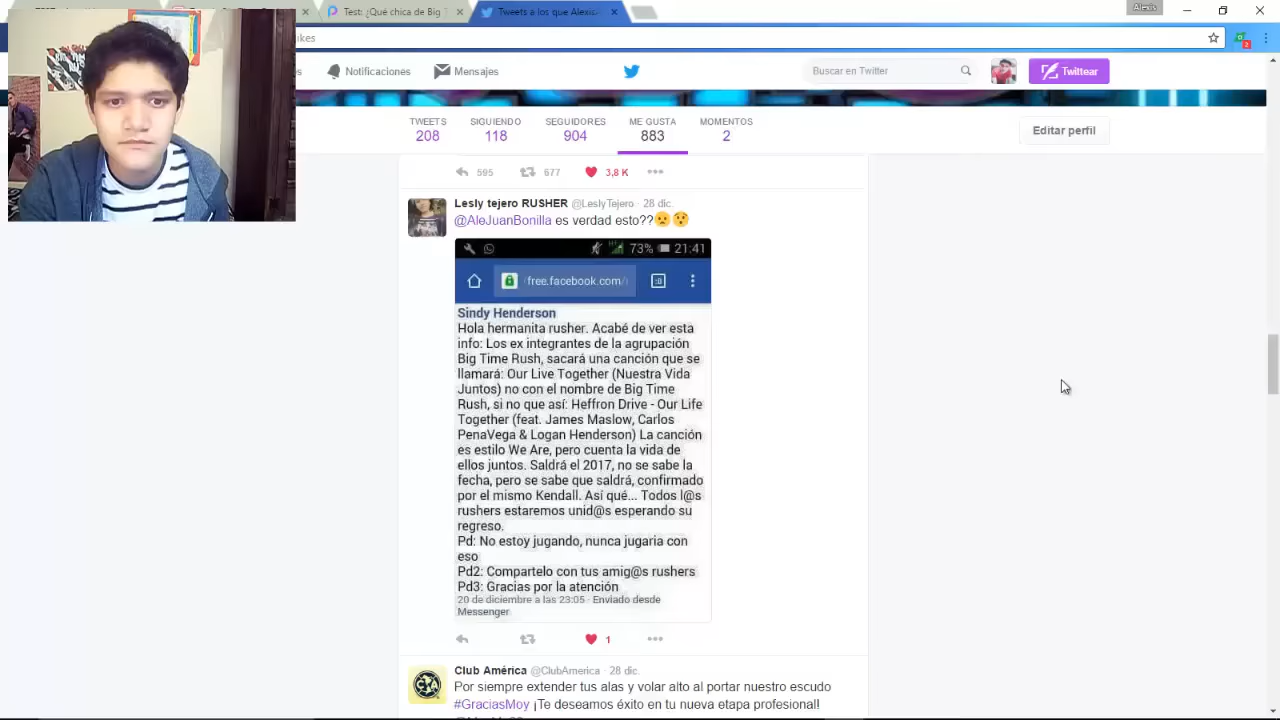 Test: ¿Qué chica de Big T
Tweets a los que Alexis
Alexis
ikes
s
Notificaciones
Mensajes
Buscar en Twitter
Twittear
TWEETS
208
SIGUIENDO
118
SEGUIDORES
904
ME GUSTA
883
MOMENTOS
2
Editar perfil
595
677
3,8 K
Lesly tejero RUSHER @LeslyTejero · 28 dic.
@AleJuanBonilla es verdad esto??
73% 21:41
free.facebook.com/
Sindy Henderson
Hola hermanita rusher. Acabé de ver esta
info: Los ex integrantes de la agrupación
Big Time Rush, sacará una canción que se
llamará: Our Live Together (Nuestra Vida
Juntos) no con el nombre de Big Time
Rush, si no que así: Heffron Drive - Our Life
Together (feat. James Maslow, Carlos
PenaVega & Logan Henderson) La canción
es estilo We Are, pero cuenta la vida de
ellos juntos. Saldrá el 2017, no se sabe la
fecha, pero se sabe que saldrá, confirmado
por el mismo Kendall. Así qué... Todos l@s
rushers estaremos unid@s esperando su
regreso.
Pd: No estoy jugando, nunca jugaria con
eso
Pd2: Compartelo con tus amig@s rushers
Pd3: Gracias por la atención
20 de diciembre a las 23:05 · Enviado desde
Messenger
1
Club América @ClubAmerica · 28 dic.
Por siempre extender tus alas y volar alto al portar nuestro escudo
#GraciasMoy ¡Te deseamos éxito en tu nueva etapa profesional!